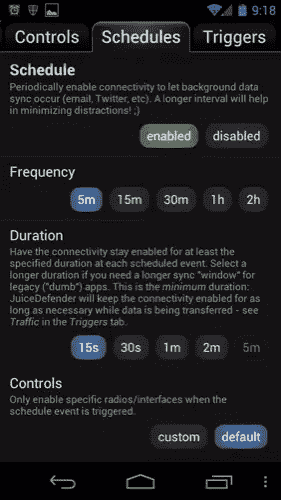 9:18
Controls Schedules Triggers
Schedule
Periodically enable connectivity to let background data
sync occur (email, Twitter, etc). A longer interval will help
in minimizing distractions! ;)
enabled disabled
Frequency
5m 15m 30m 1h 2h
Duration
Have the connectivity stay enabled for at least the
specified duration at each scheduled event. Select a
longer duration if you need a longer sync "window" for
legacy ("dumb") apps. This is the minimum duration:
JuiceDefender will keep the connectivity enabled for as
long as necessary while data is being transferred - see
Traffic in the Triggers tab.
15s 30s 1m 2m 5m
Controls
Only enable specific radios/interfaces when the
schedule event is triggered.
custom default